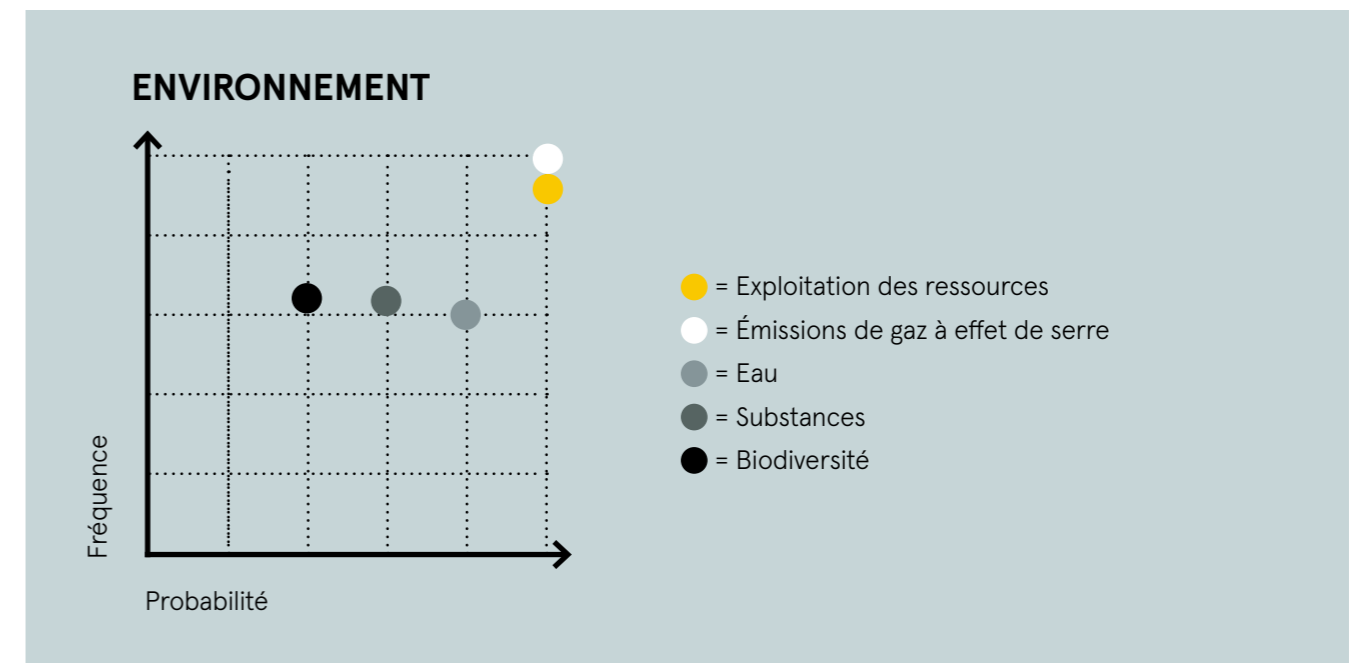 ENVIRONNEMENT
Fréquence
Probabilité
= Exploitation des ressources
= Émissions de gaz à effet de serre
= Eau
= Substances
= Biodiversité